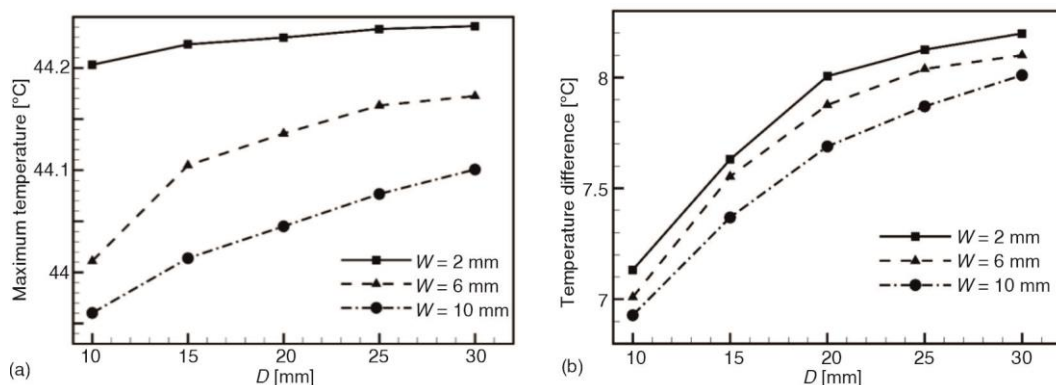 Maximum temperature [°C]
44.2
44.1
44
W = 2 mm
W = 6 mm
W = 10 mm
10 15 20 25 30
D [mm]
(a)
Temperature difference [°C]
8
7.5
7
W = 2 mm
W = 6 mm
W = 10 mm
10 15 20 25 30
D [mm]
(b)